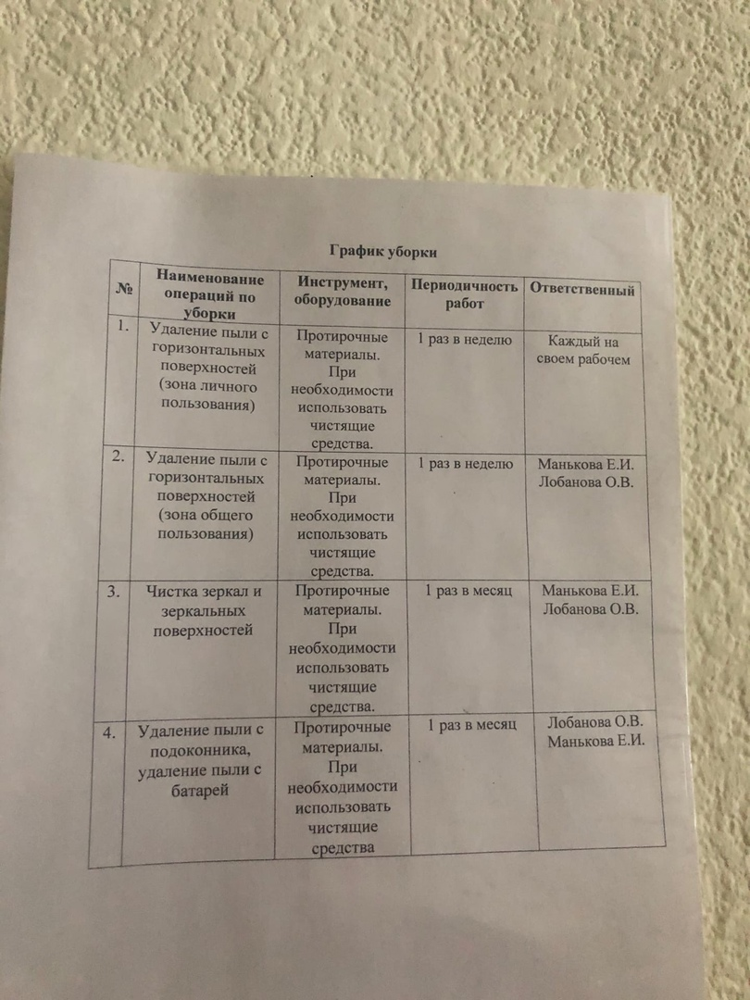 График уборки
№
Наименование
операций по
уборки
Инструмент,
оборудование
Периодичность
работ
Ответственный
1.
Удаление пыли с
горизонтальных
поверхностей
(зона личного
пользования)
Протирочные
материалы.
При
необходимости
использовать
чистящие
средства.
1 раз в неделю
Каждый на
своем рабочем
2.
Удаление пыли с
горизонтальных
поверхностей
(зона общего
пользования)
Протирочные
материалы.
При
необходимости
использовать
чистящие
средства.
1 раз в неделю
Манькова Е.И.
Лобанова О.В.
3.
Чистка зеркал и
зеркальных
поверхностей
Протирочные
материалы.
При
необходимости
использовать
чистящие
средства.
1 раз в месяц
Манькова Е.И.
Лобанова О.В.
4.
Удаление пыли с
подоконника,
удаление пыли с
батарей
Протирочные
материалы.
При
необходимости
использовать
чистящие
средства
1 раз в месяц
Лобанова О.В.
Манькова Е.И.